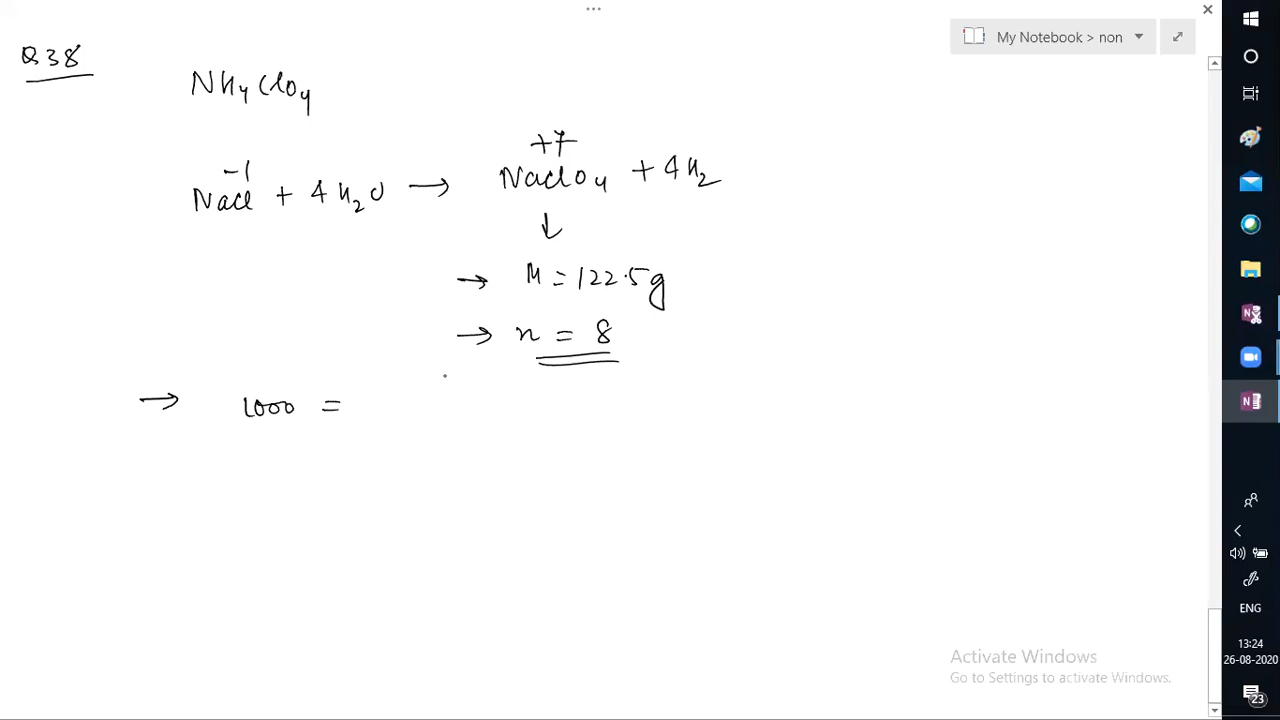 ...
My Notebook > non
Q38
NH4ClO4
-1 +7
NaCl + 4H2O → NaClO4 + 4H2
↓
→ M = 122.5g
→ n = 8
→ 1000 =
Activate Windows
Go to Settings to activate Windows.
ENG
13:24
26-08-2020
23